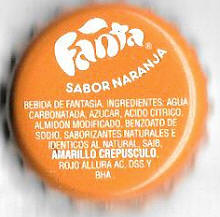 Fanta®
SABOR NARANJA
BEBIDA DE FANTASIA, INGREDIENTES: AGUA
CARBONATADA, AZUCAR, ACIDO CITRICO,
ALMIDON MODIFICADO, BENZOATO DE
SODIO, SABORIZANTES NATURALES E
IDENTICOS AL NATURAL, SAIB,
AMARILLO CREPUSCULO,
ROJO ALLURA AC, DSS Y
BHA